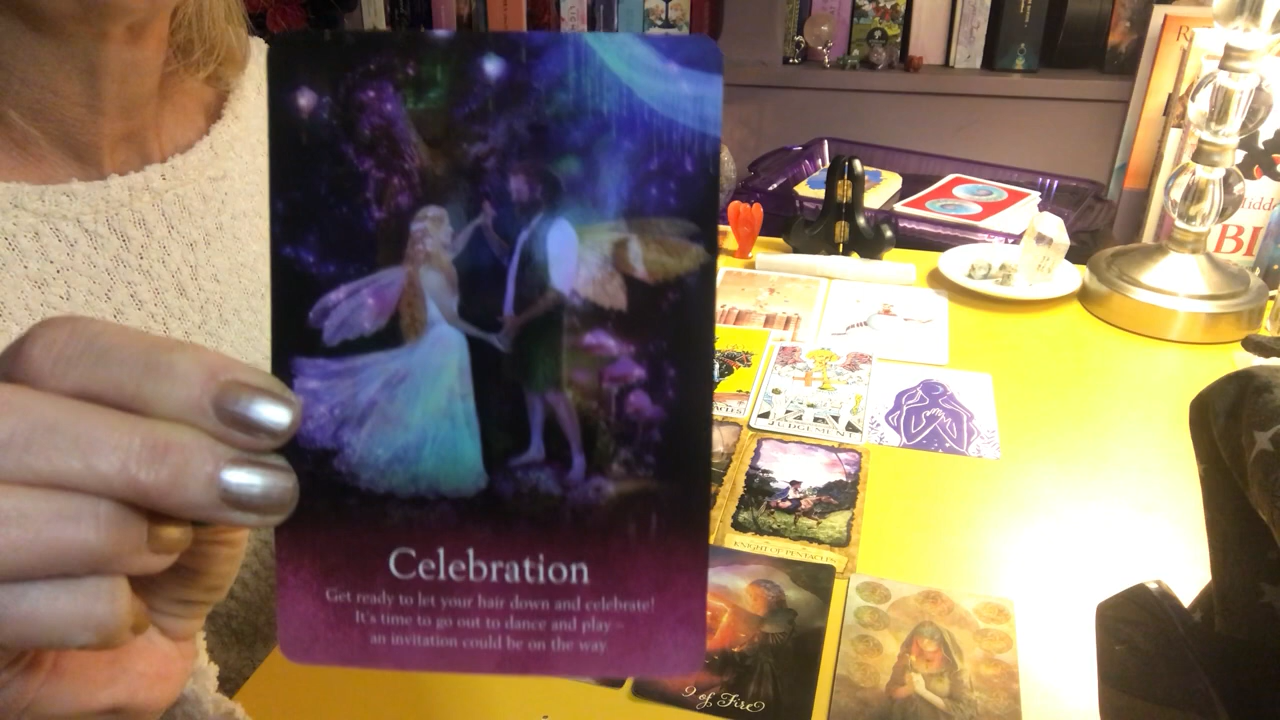 Celebration
Get ready to let your hair down and celebrate!
It's time to go out to dance and play –
an invitation could be on the way
JUDGEMENT
KNIGHT OF PENTACLES
9 of Fire
BI